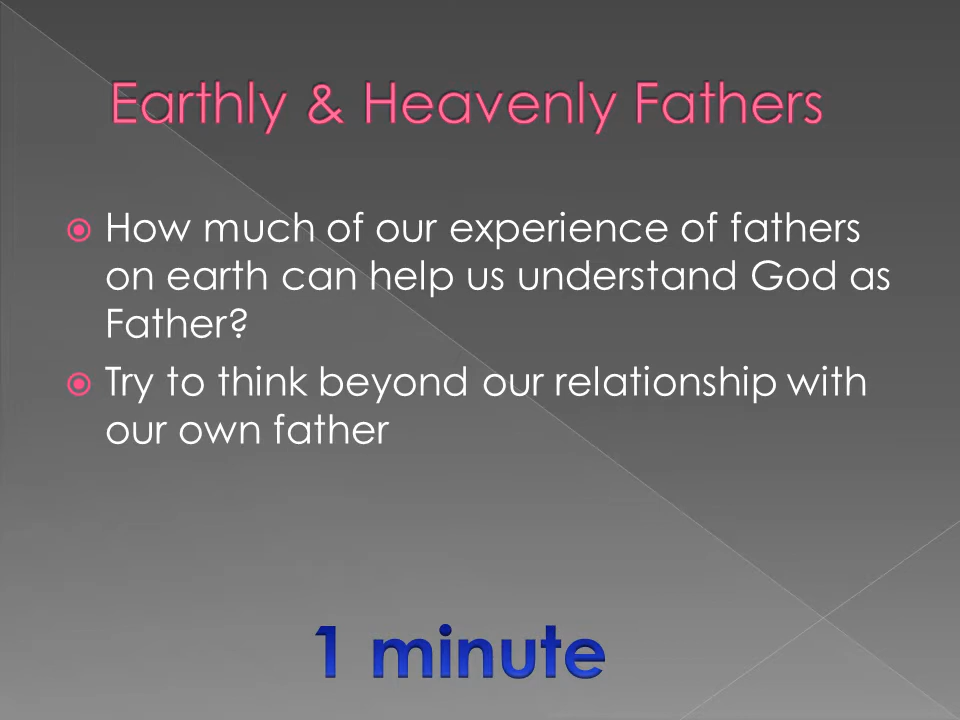 Earthly & Heavenly Fathers
How much of our experience of fathers
on earth can help us understand God as
Father?
Try to think beyond our relationship with
our own father
1 minute